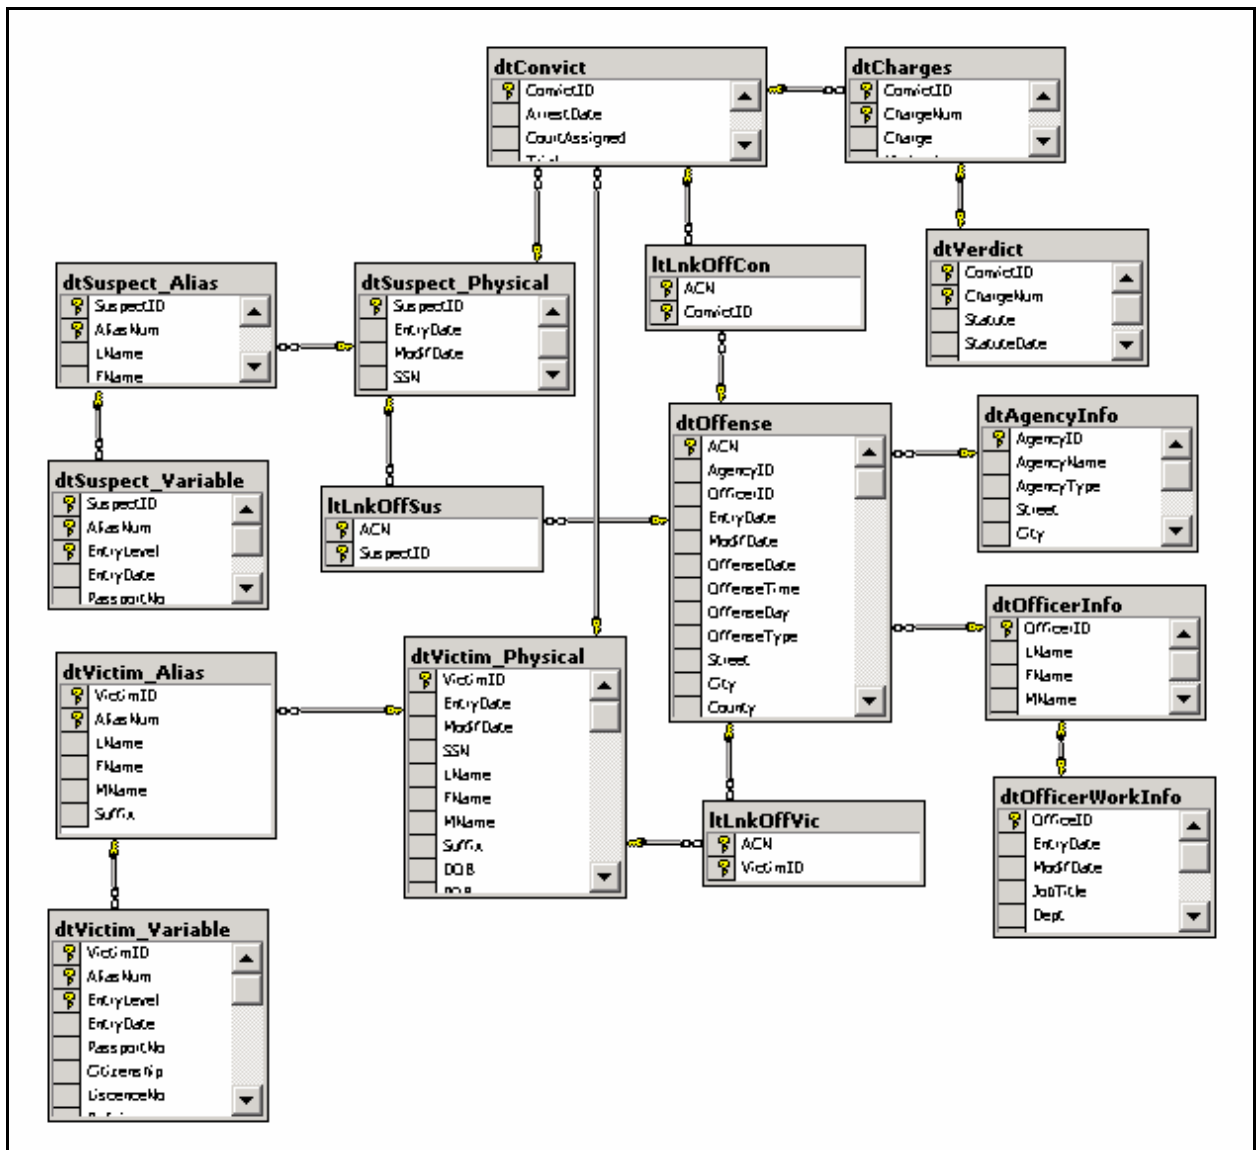 dtConvict
ConvictID
ArrestDate
CourtAssigned
dtCharges
ConvictID
ChargeNum
Charge
dtVerdict
ConvictID
ChargeNum
Statute
StatuteDate
ltLnkOffCon
ACN
ConvictID
dtSuspect_Alias
SuspectID
AliasNum
LName
FName
dtSuspect_Physical
SuspectID
EntryDate
ModifDate
SSN
dtSuspect_Variable
SuspectID
AliasNum
EntryLevel
EntryDate
PassportNo
ltLnkOffSus
ACN
SuspectID
dtOffense
ACN
AgencyID
OfficerID
EntryDate
ModifDate
OffenseDate
OffenseTime
OffenseDay
OffenseType
Street
City
County
dtAgencyInfo
AgencyID
AgencyName
AgencyType
Street
City
dtOfficerInfo
OfficerID
LName
FName
MName
dtOfficerWorkInfo
OfficeID
EntryDate
ModifDate
JobTitle
Dept
dtVictim_Alias
VictimID
AliasNum
LName
FName
MName
Suffix
dtVictim_Physical
VictimID
EntryDate
ModifDate
SSN
LName
FName
MName
Suffix
DOB
ltLnkOffVic
ACN
VictimID
dtVictim_Variable
VictimID
AliasNum
EntryLevel
EntryDate
PassportNo
Citizenship
LiscenceNo